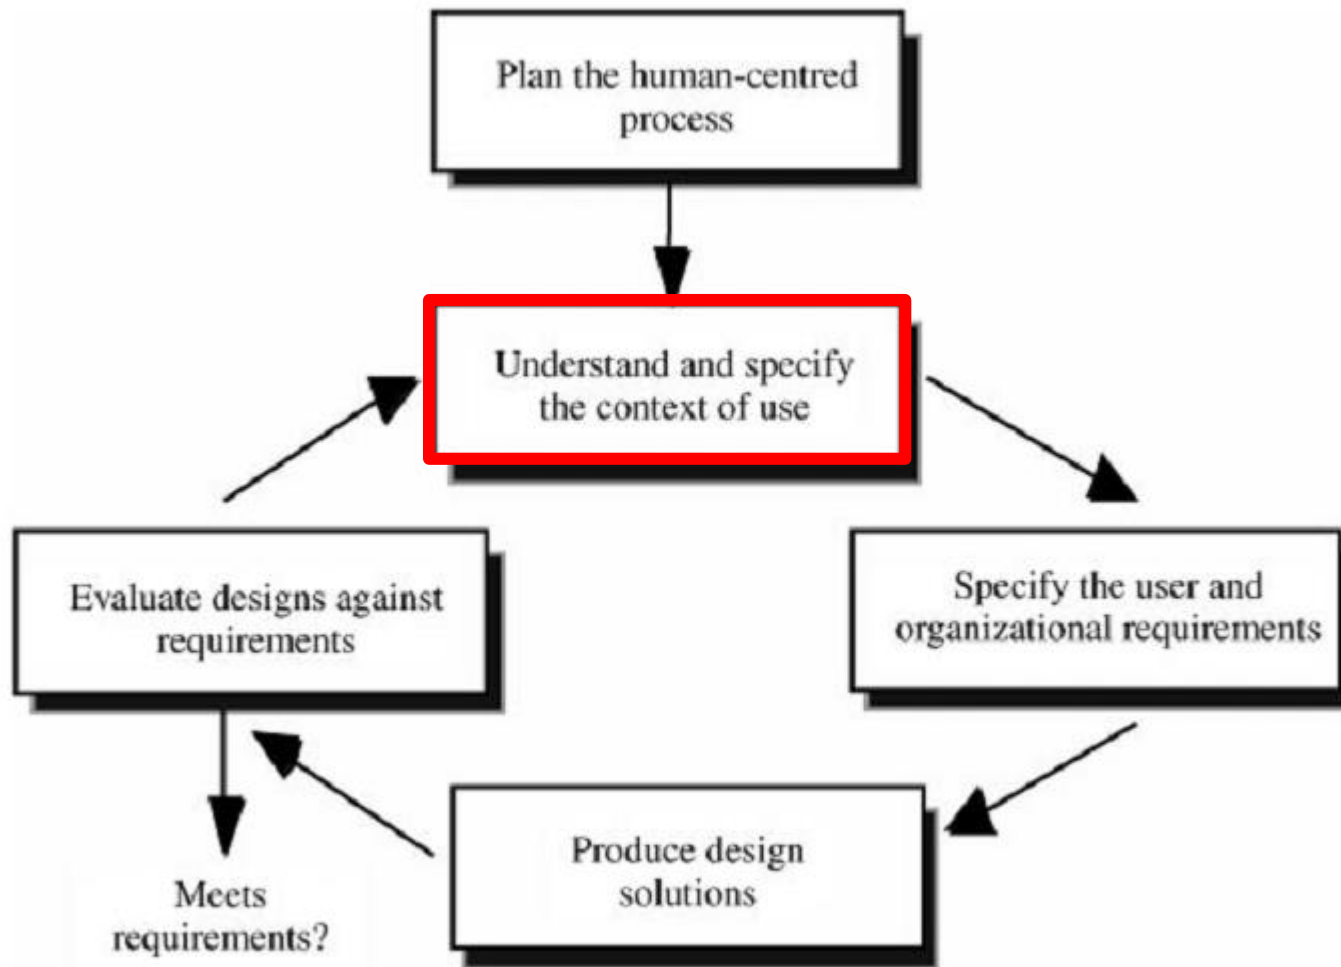 Plan the human-centred
process
Understand and specify
the context of use
Specify the user and
organizational requirements
Produce design
solutions
Evaluate designs against
requirements
Meets
requirements?